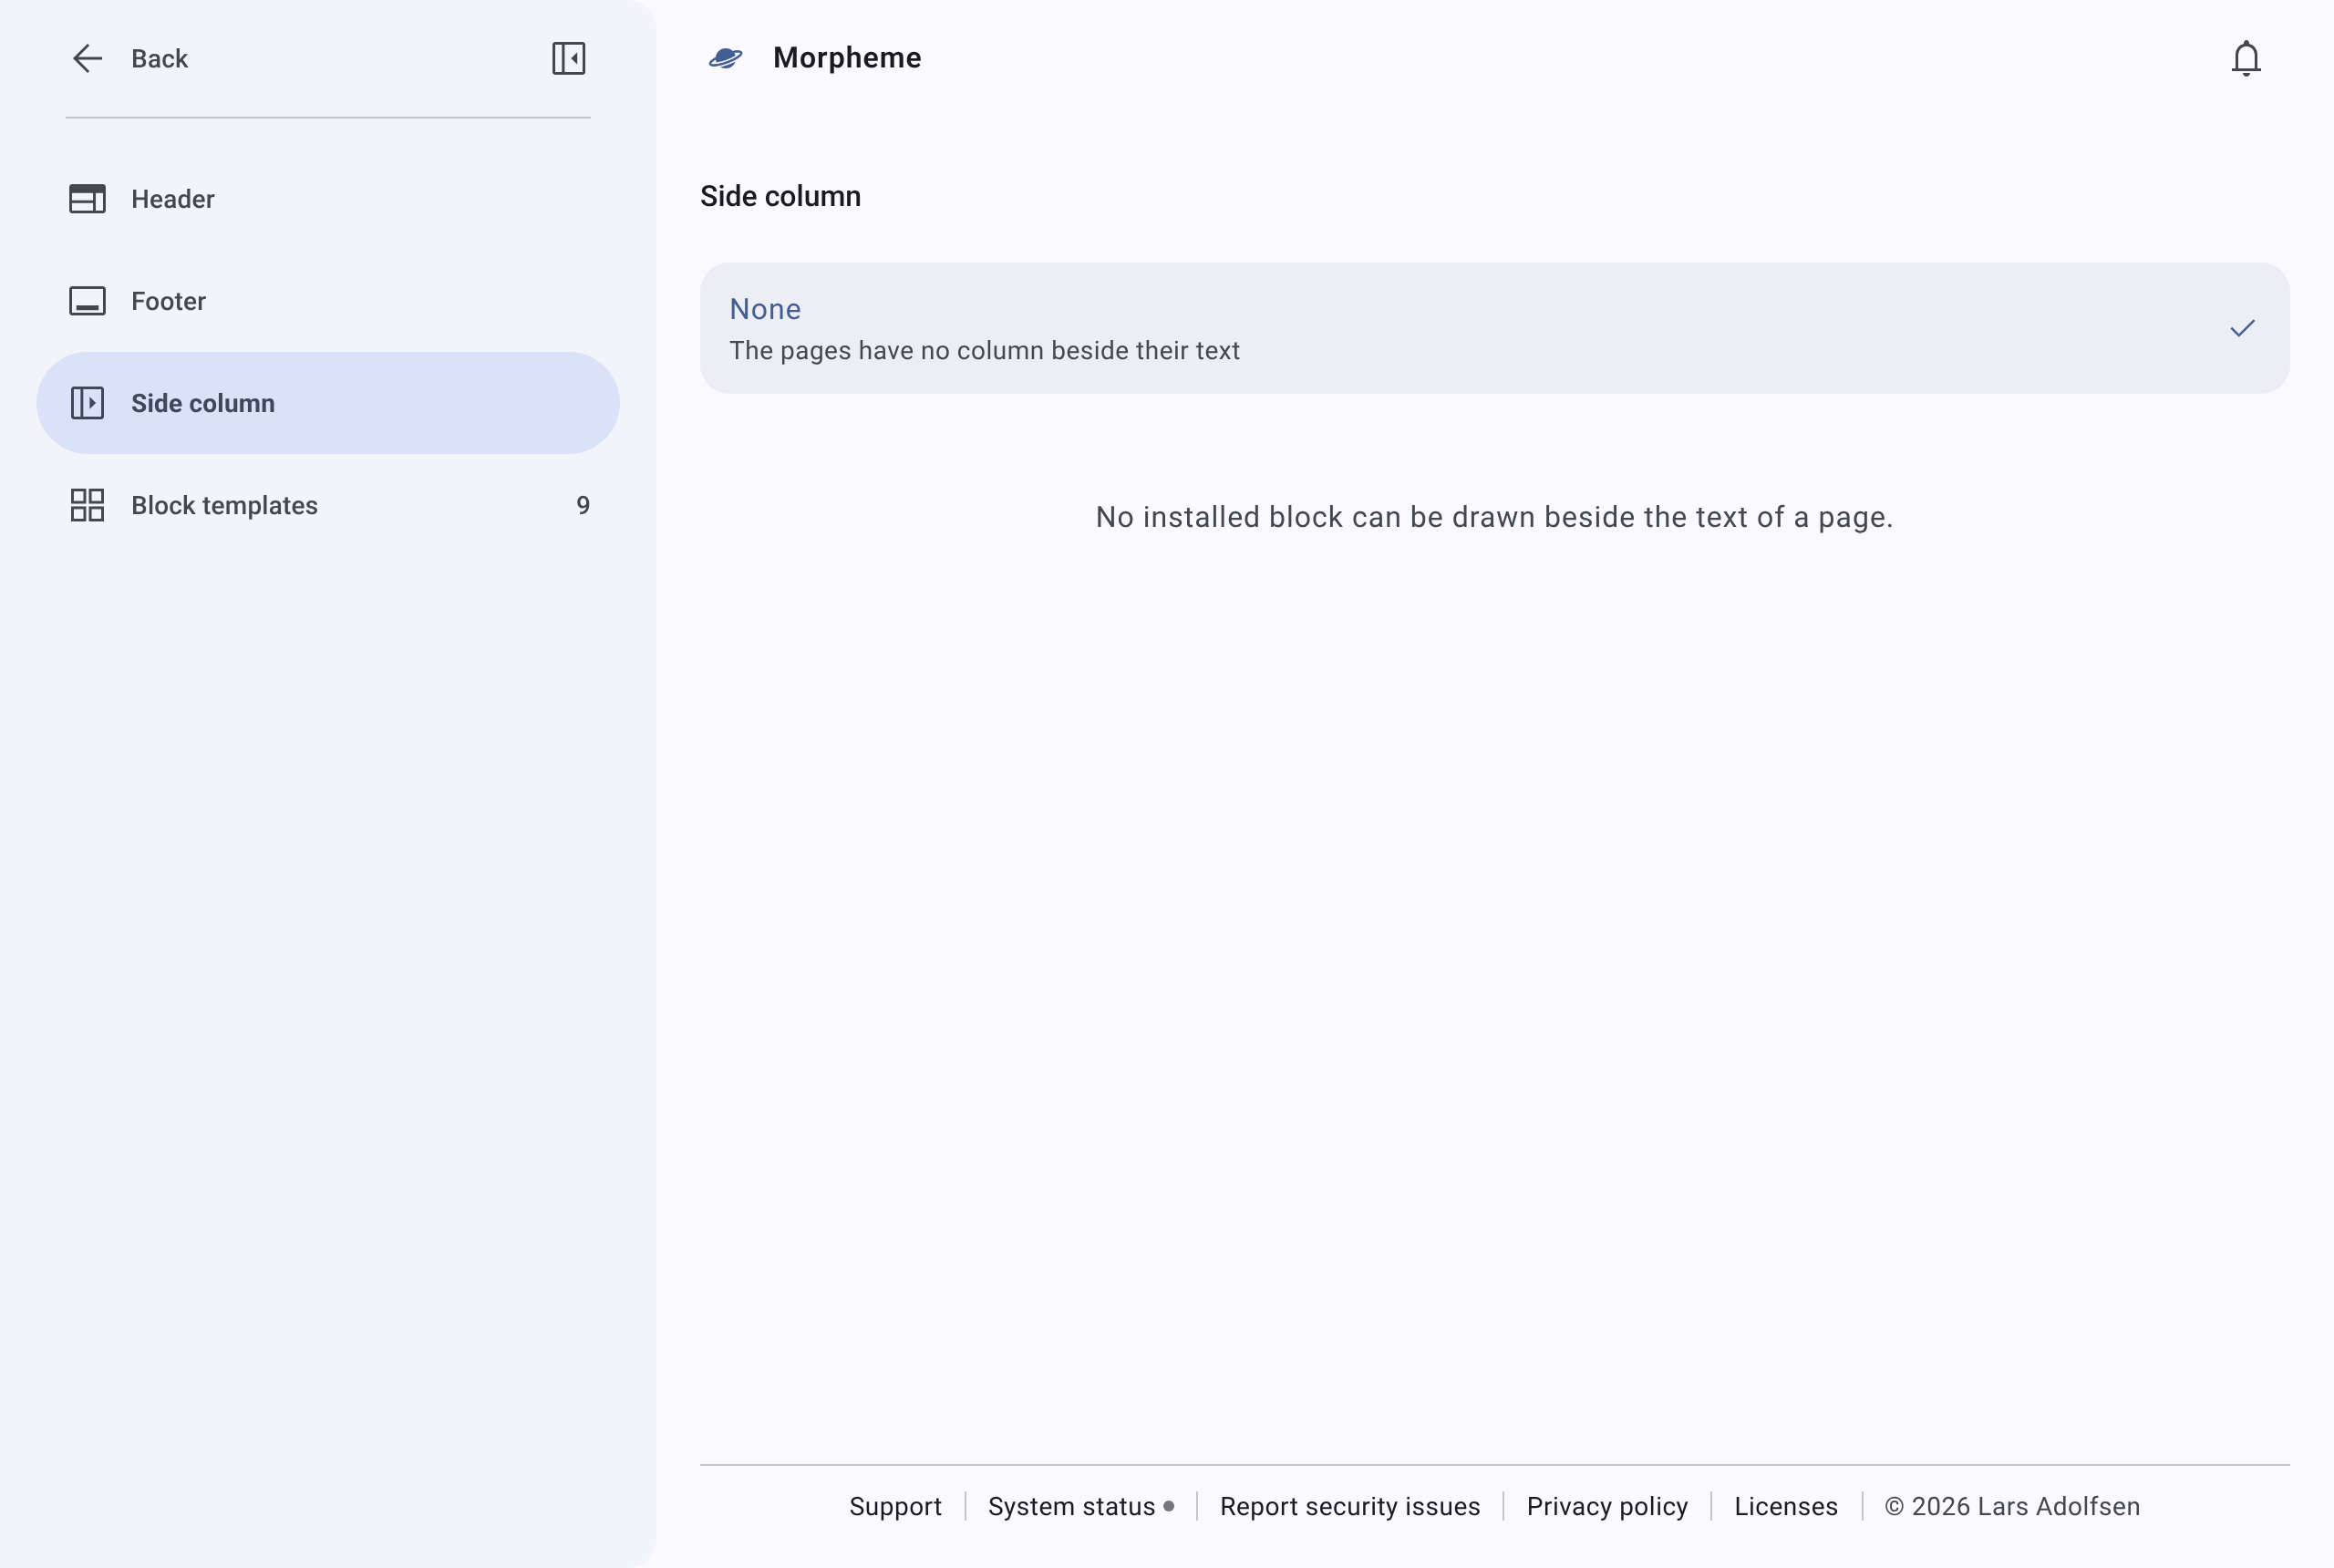 Back
Header
Footer
Side column
Block templates 9
Morpheme
Side column
None
The pages have no column beside their text
No installed block can be drawn beside the text of a page.
Support System status Report security issues Privacy policy Licenses © 2026 Lars Adolfsen